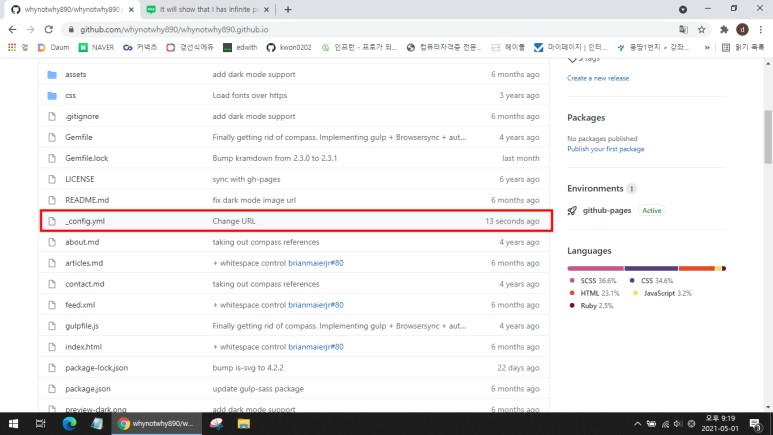 whynotwhy890/whynotwhy890.g
It will show that I has infinite p
github.com/whynotwhy890/whynotwhy890.github.io
앱 Daum NAVER 커넥츠 경선식에듀 edwith kwon0202 인프런 - 프로가 되... 컴퓨터자격증 전문... 헤이폴 마이페이지 | 인터... 몽땅1번지 > 강좌... » 읽기 목록
assets add dark mode support 6 months ago
css Load fonts over https 3 years ago
.gitignore add dark mode support 6 months ago
Gemfile Finally getting rid of compass. Implementing gulp + Browsersync + aut... 4 years ago
Gemfile.lock Bump kramdown from 2.3.0 to 2.3.1 last month
LICENSE sync with gh-pages 6 years ago
README.md fix dark mode image url 6 months ago
_config.yml Change URL 13 seconds ago
about.md taking out compass references 4 years ago
articles.md + whitespace control brianmaierjr#80 6 months ago
contact.md taking out compass references 4 years ago
feed.xml + whitespace control brianmaierjr#80 6 months ago
gulpfile.js Finally getting rid of compass. Implementing gulp + Browsersync + aut... 4 years ago
index.html + whitespace control brianmaierjr#80 6 months ago
package-lock.json bump is-svg to 4.2.2 22 days ago
package.json update gulp-sass package 6 months ago
preview-dark.png add dark mode support 6 months ago
tags
Create a new release
Packages
No packages published
Publish your first package
Environments 1
github-pages Active
Languages
SCSS 36.6% CSS 34.6%
HTML 23.1% JavaScript 3.2%
Ruby 2.5%
whynotwhy890/w...
오후 9:19
2021-05-01
3